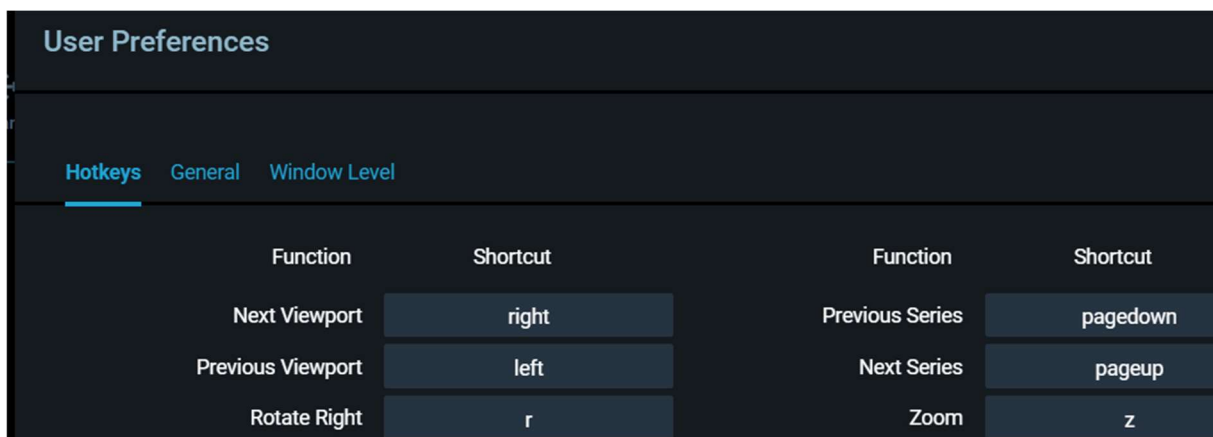 User Preferences
Hotkeys General Window Level
Function Shortcut Function Shortcut
Next Viewport right Previous Series pagedown
Previous Viewport left Next Series pageup
Rotate Right r Zoom z